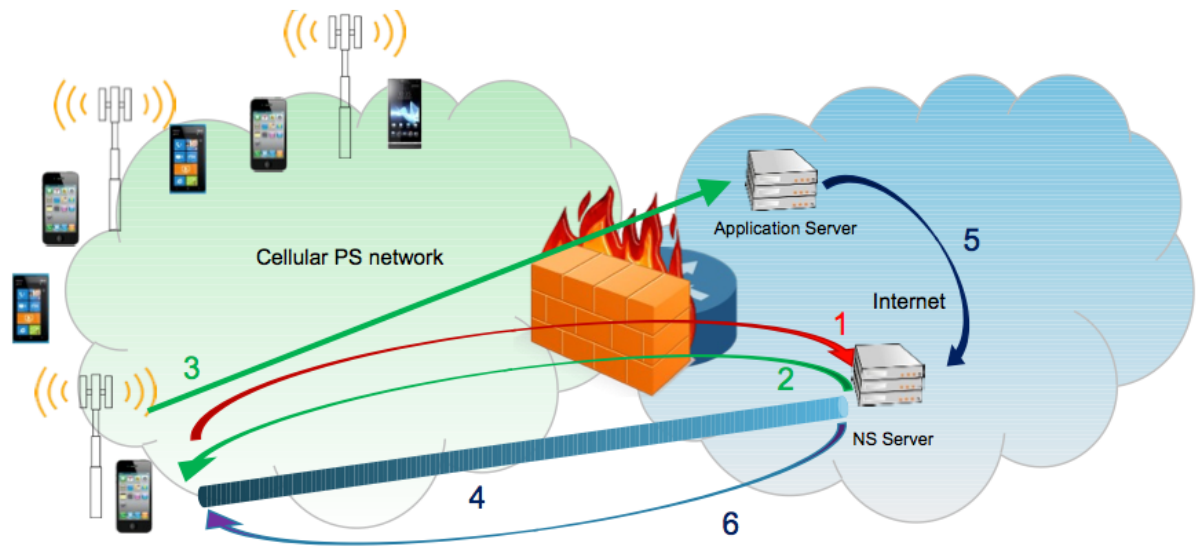 Application Server
5
Cellular PS network
Internet
1
3
2
NS Server
4
6